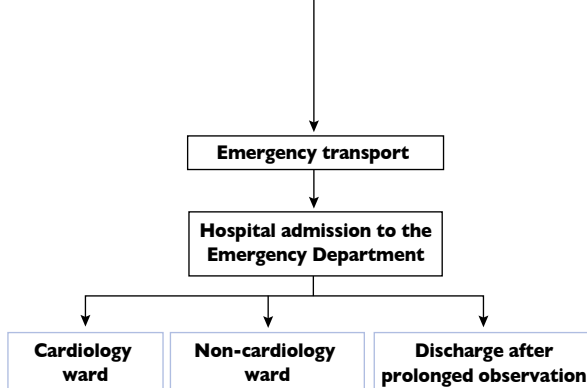 Emergency transport
Hospital admission to the
Emergency Department
Cardiology
ward
Non-cardiology
ward
Discharge after
prolonged observation